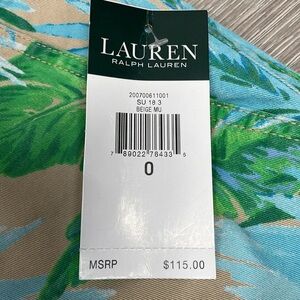 LAUREN
RALPH LAUREN
200700611001
SU 18 3
BEIGE MU
7 89022 76433 5
0
MSRP $115.00